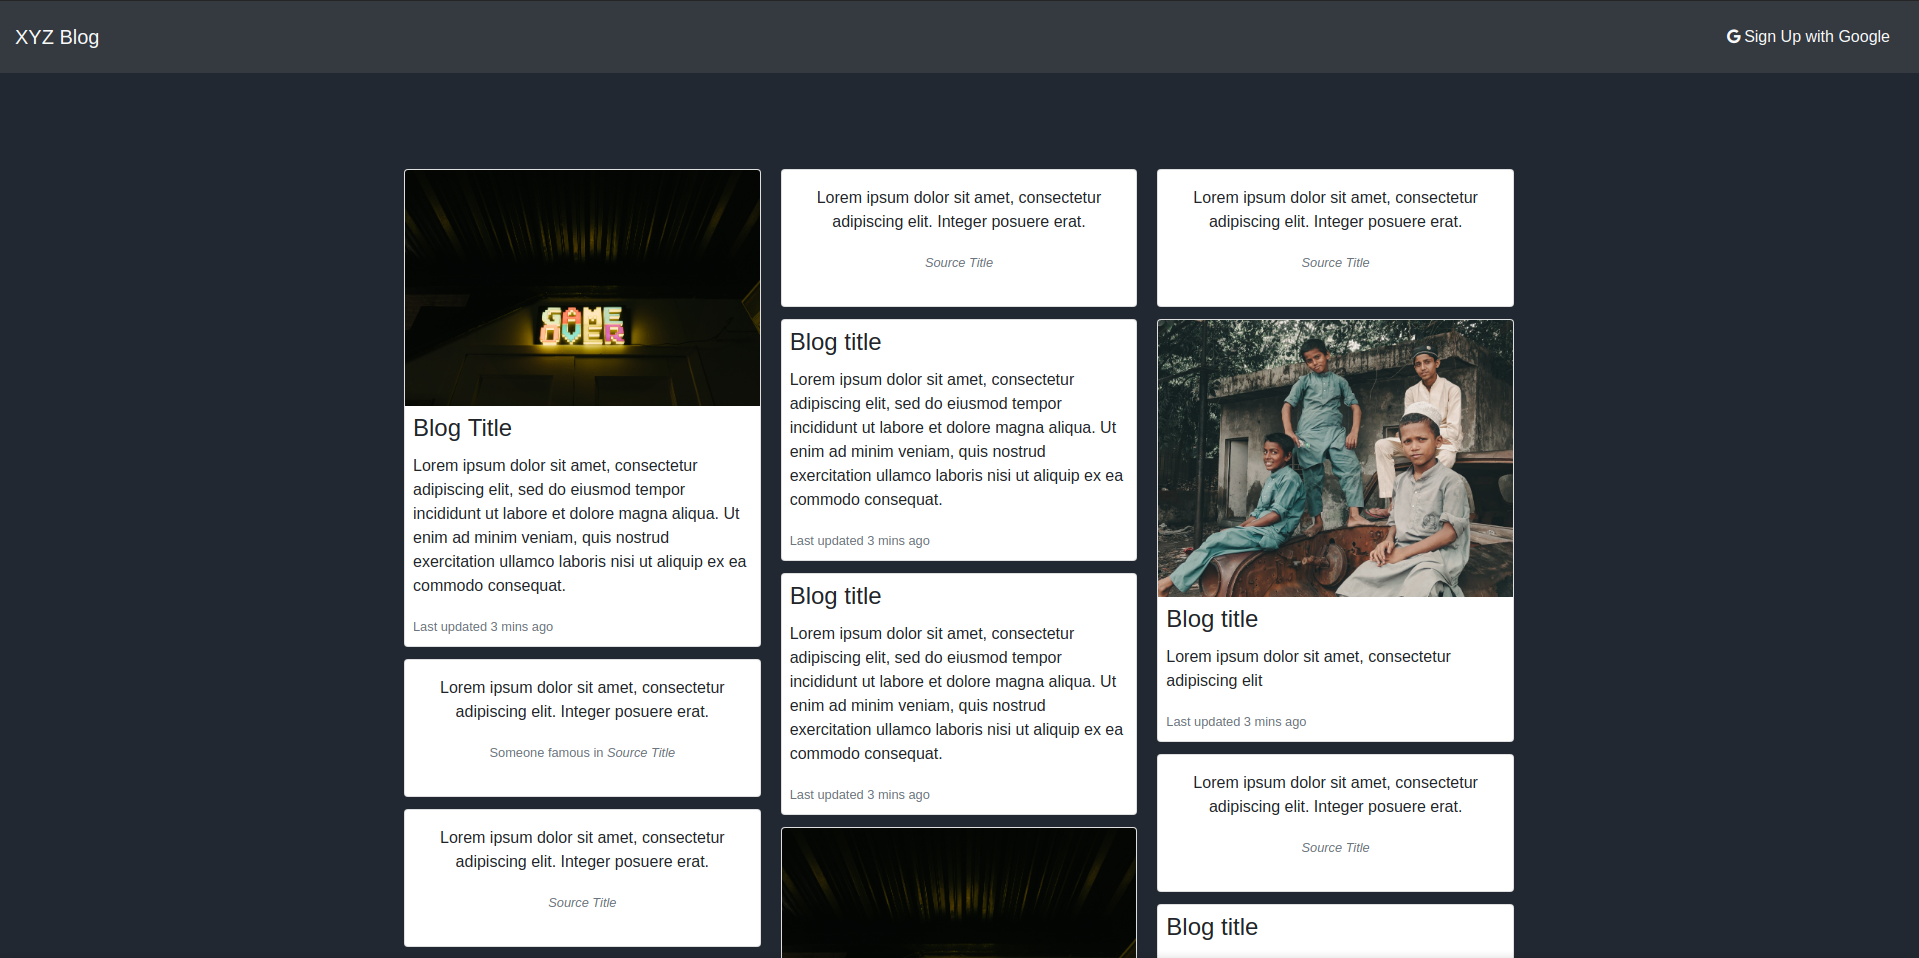 XYZ Blog
Sign Up with Google
GAME
OVER
Blog Title
Lorem ipsum dolor sit amet, consectetur
adipiscing elit, sed do eiusmod tempor
incididunt ut labore et dolore magna aliqua. Ut
enim ad minim veniam, quis nostrud
exercitation ullamco laboris nisi ut aliquip ex ea
commodo consequat.
Last updated 3 mins ago
Lorem ipsum dolor sit amet, consectetur
adipiscing elit. Integer posuere erat.
Someone famous in Source Title
Lorem ipsum dolor sit amet, consectetur
adipiscing elit. Integer posuere erat.
Source Title
Lorem ipsum dolor sit amet, consectetur
adipiscing elit. Integer posuere erat.
Source Title
Blog title
Lorem ipsum dolor sit amet, consectetur
adipiscing elit, sed do eiusmod tempor
incididunt ut labore et dolore magna aliqua. Ut
enim ad minim veniam, quis nostrud
exercitation ullamco laboris nisi ut aliquip ex ea
commodo consequat.
Last updated 3 mins ago
Blog title
Lorem ipsum dolor sit amet, consectetur
adipiscing elit, sed do eiusmod tempor
incididunt ut labore et dolore magna aliqua. Ut
enim ad minim veniam, quis nostrud
exercitation ullamco laboris nisi ut aliquip ex ea
commodo consequat.
Last updated 3 mins ago
Lorem ipsum dolor sit amet, consectetur
adipiscing elit. Integer posuere erat.
Source Title
Blog title
Lorem ipsum dolor sit amet, consectetur
adipiscing elit
Last updated 3 mins ago
Lorem ipsum dolor sit amet, consectetur
adipiscing elit. Integer posuere erat.
Source Title
Blog title